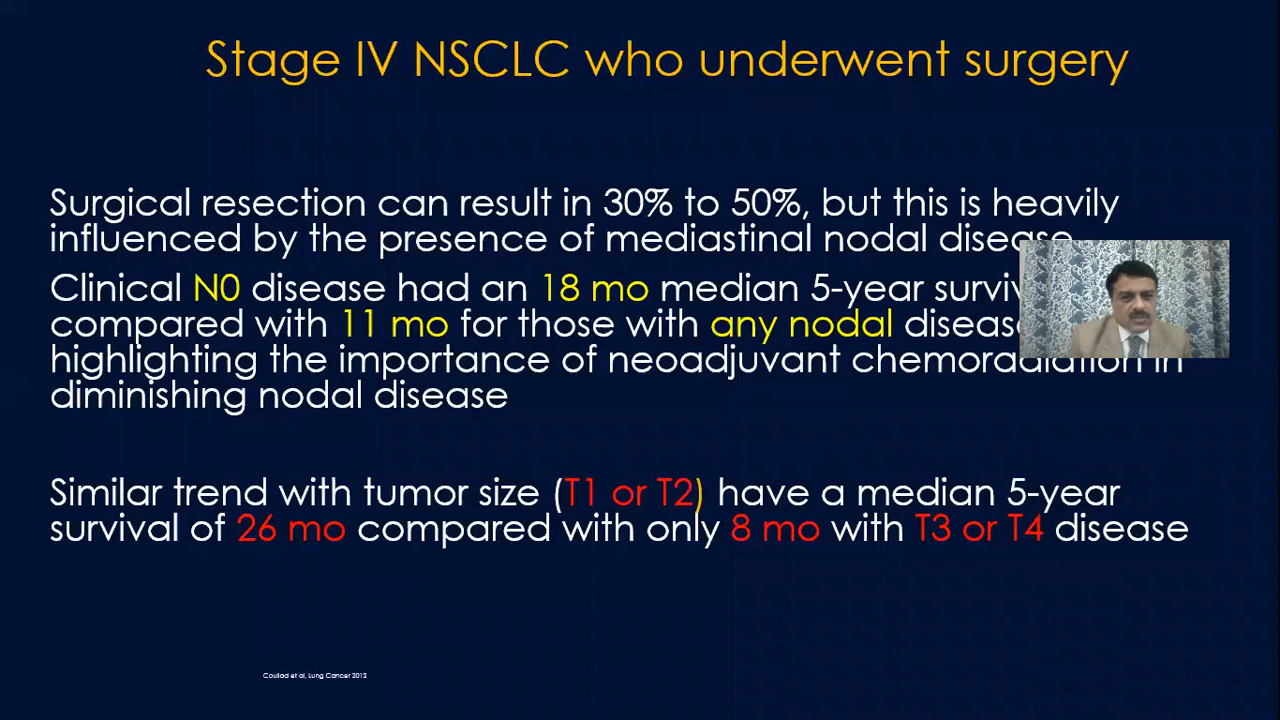 Stage IV NSCLC who underwent surgery
Surgical resection can result in 30% to 50%, but this is heavily
influenced by the presence of mediastinal nodal disease
Clinical N0 disease had an 18 mo median 5-year
compared with 11 mo for those with any nodal
highlighting the importance of neoadjuvant chemoradiation in
diminishing nodal disease
Similar trend with tumor size (T1 or T2) have a median 5-year
survival of 26 mo compared with only 8 mo with T3 or T4 disease
et al, Lung Cancer 2012